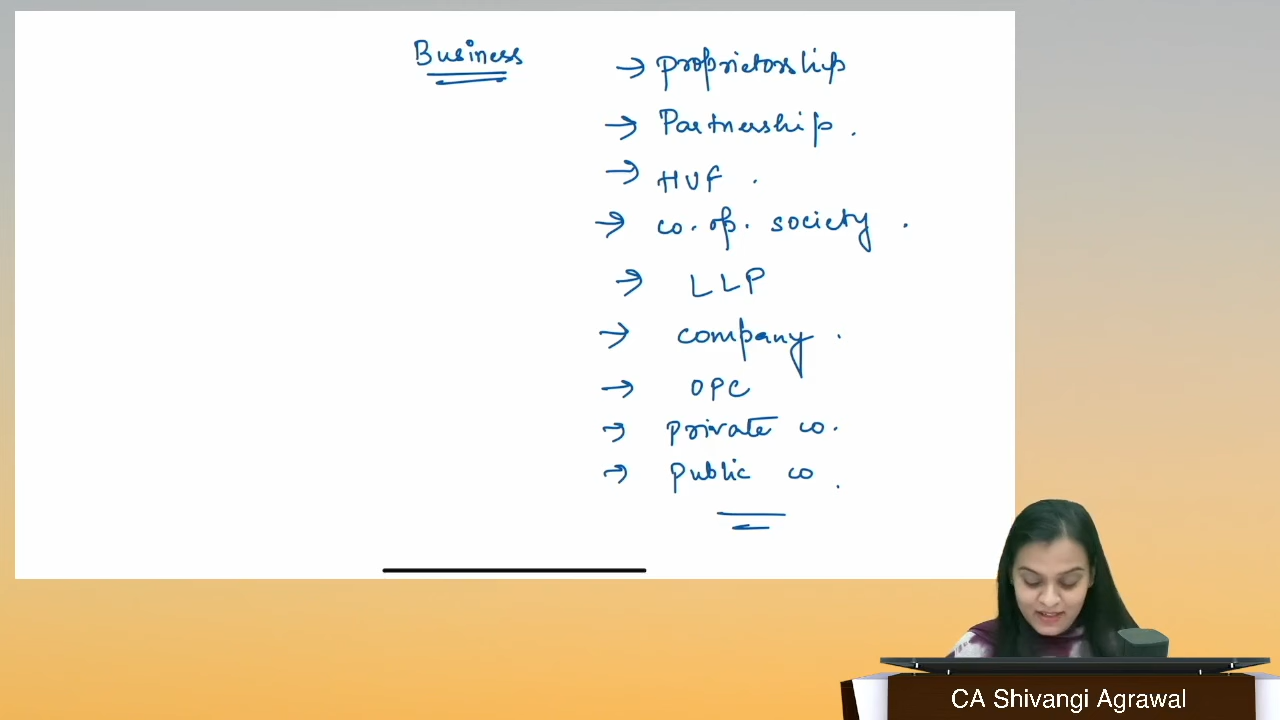 Business
→ Proprietorship
→ Partnership.
→ HUF.
→ co. op. society.
→ LLP
→ company.
→ OPC
→ private co.
→ public co.
CA Shivangi Agrawal